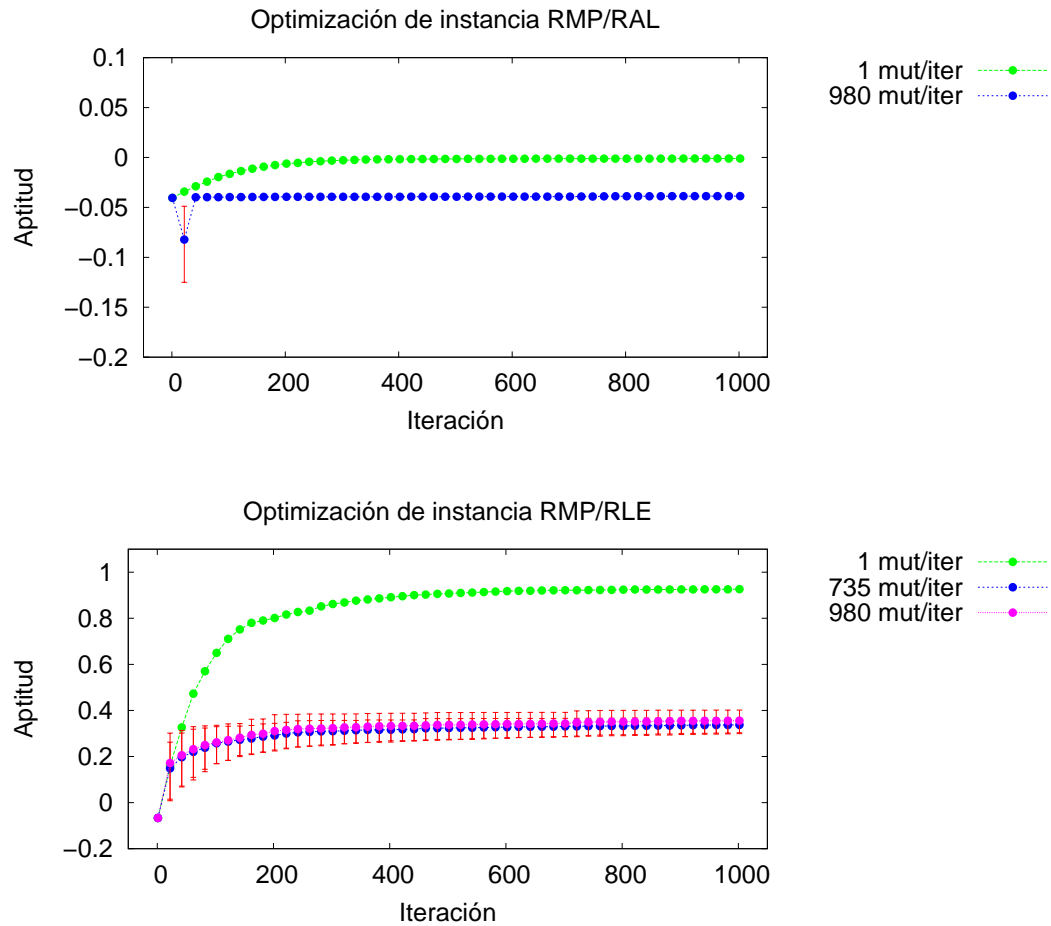 Optimización de instancia RMP/RAL
1 mut/iter
980 mut/iter
0.1
0.05
0
−0.05
−0.1
−0.15
−0.2
Aptitud
0 200 400 600 800 1000
Iteración
Optimización de instancia RMP/RLE
1 mut/iter
735 mut/iter
980 mut/iter
1
0.8
0.6
0.4
0.2
0
−0.2
Aptitud
0 200 400 600 800 1000
Iteración